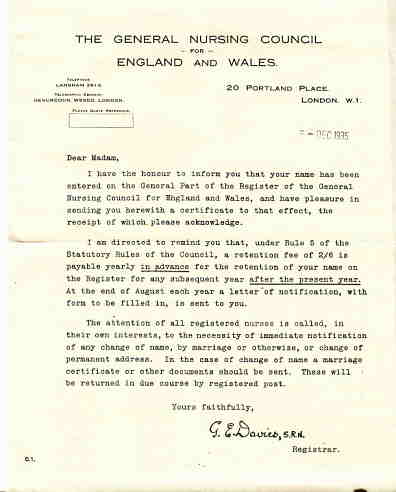 THE GENERAL NURSING COUNCIL
- FOR -
ENGLAND AND WALES.
TELEPHONE
LANGHAM
TELEGRAPHIC ADDRESS:
GENURCOUN, WESDO, LONDON.
PLEASE QUOTE REFERENCE.
20 PORTLAND PLACE.
LONDON. W.1.
DEC 1935
Dear Madam,
I have the honour to inform you that your name has been
entered on the General Part of the Register of the General
Nursing Council for England and Wales, and have pleasure in
sending you herewith a certificate to that effect, the
receipt of which please acknowledge.
I am directed to remind you that, under Rule 5 of the
Statutory Rules of the Council, a retention fee of 2/6 is
payable yearly in advance for the retention of your name on
the Register for any subsequent year after the present year.
At the end of August each year a letter of notification, with
form to be filled in, is sent to you.
The attention of all registered nurses is called, in
their own interests, to the necessity of immediate notification
of any change of name, by marriage or otherwise, or change of
permanent address. In the case of change of name a marriage
certificate or other documents should be sent. These will
be returned in due course by registered post.
Yours faithfully,
G. E. Davies, S.R.N.
Registrar.
C.1.